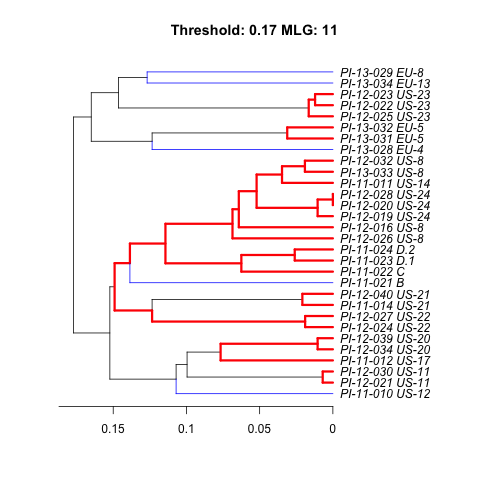 Threshold: 0.17 MLG: 11
PI-13-029 EU-8
PI-13-034 EU-13
PI-12-023 US-23
PI-12-022 US-23
PI-12-025 US-23
PI-13-032 EU-5
PI-13-031 EU-5
PI-13-028 EU-4
PI-12-032 US-8
PI-13-033 US-8
PI-11-011 US-14
PI-12-028 US-24
PI-12-020 US-24
PI-12-019 US-24
PI-12-016 US-8
PI-12-026 US-8
PI-11-024 D.2
PI-11-023 D.1
PI-11-022 C
PI-11-021 B
PI-12-040 US-21
PI-11-014 US-21
PI-12-027 US-22
PI-12-024 US-22
PI-12-039 US-20
PI-12-034 US-20
PI-11-012 US-17
PI-12-030 US-11
PI-12-021 US-11
PI-11-010 US-12
0.15 0.1 0.05 0